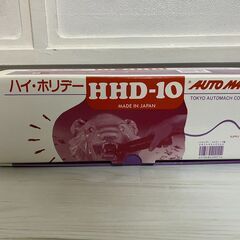 ハイ・ホリデー
HHD-10
MADE IN JAPAN
AUTO MA
TOKYO AUTOMACH CO